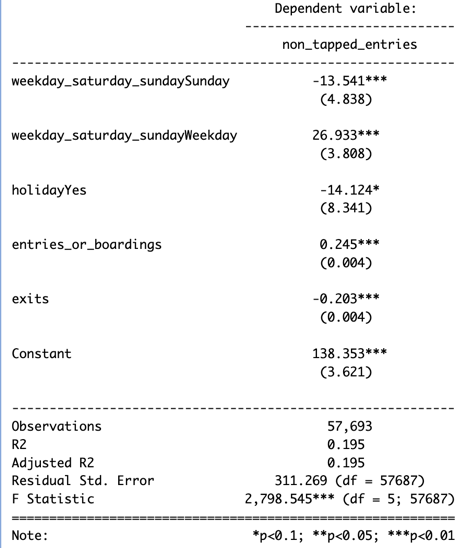 Dependent variable:
---------------------------
non_tapped_entries
-----------------------------------------------------------
weekday_saturday_sundaySunday -13.541***
(4.838)
weekday_saturday_sundayWeekday 26.933***
(3.808)
holidayYes -14.124*
(8.341)
entries_or_boardings 0.245***
(0.004)
exits -0.203***
(0.004)
Constant 138.353***
(3.621)
-----------------------------------------------------------
Observations 57,693
R2 0.195
Adjusted R2 0.195
Residual Std. Error 311.269 (df = 57687)
F Statistic 2,798.545*** (df = 5; 57687)
===========================================================
Note: *p<0.1; **p<0.05; ***p<0.01